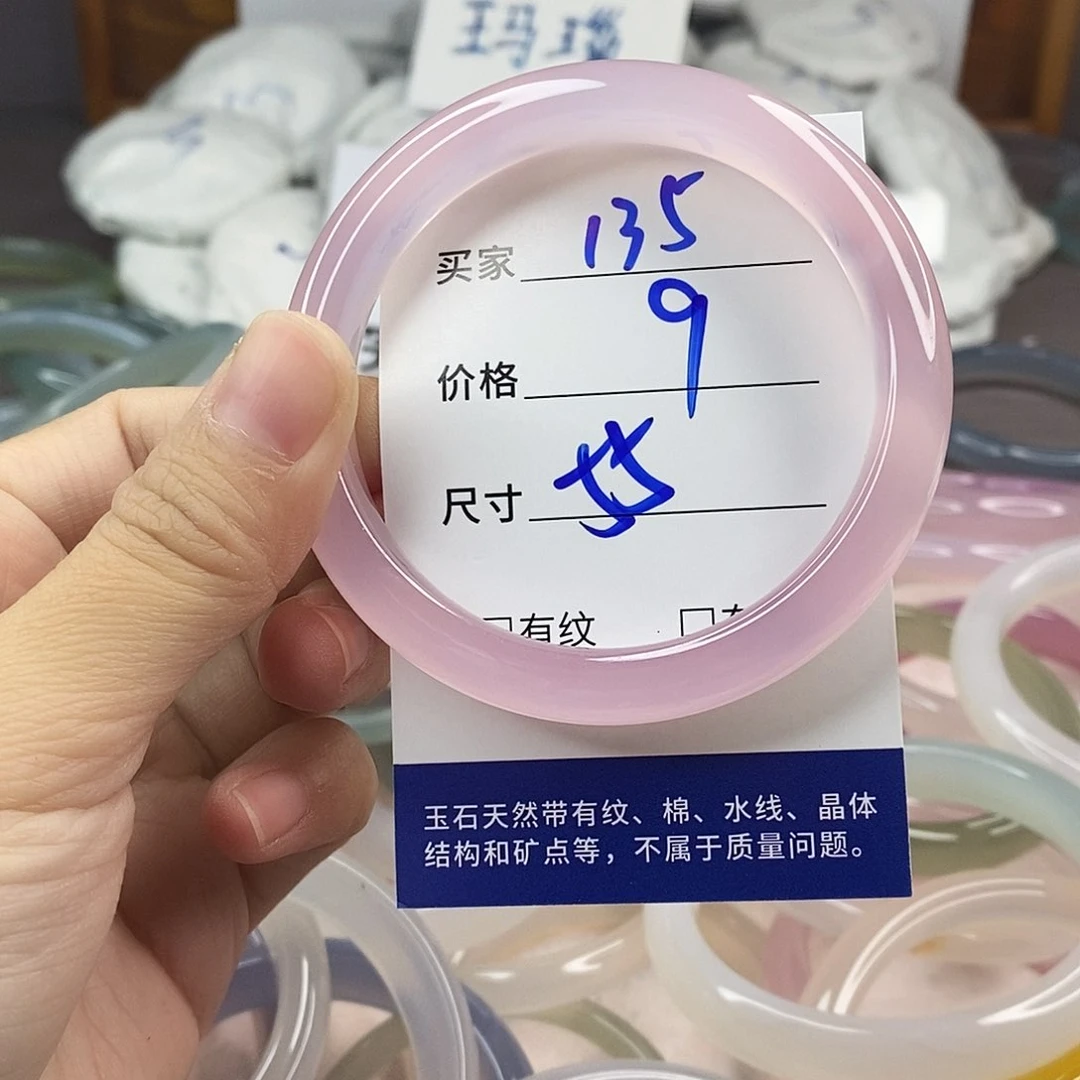 玛瑙
买家 135
价格 9
尺寸
有纹
玉石天然带有纹、棉、水线、晶体
结构和矿点等，不属于质量问题。